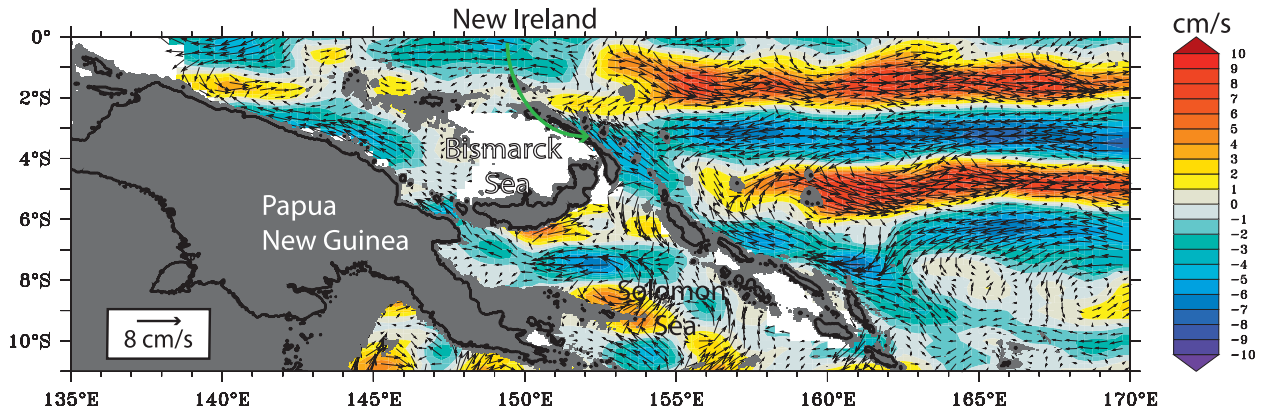 New Ireland
cm/s
0°
2°S
4°S
6°S
8°S
10°S
Bismarck
Sea
Papua
New Guinea
Solomon
Sea
8 cm/s
10
9
8
7
6
5
4
3
2
1
0
-1
-2
-3
-4
-5
-6
-7
-8
-9
-10
135°E 140°E 145°E 150°E 155°E 160°E 165°E 170°E